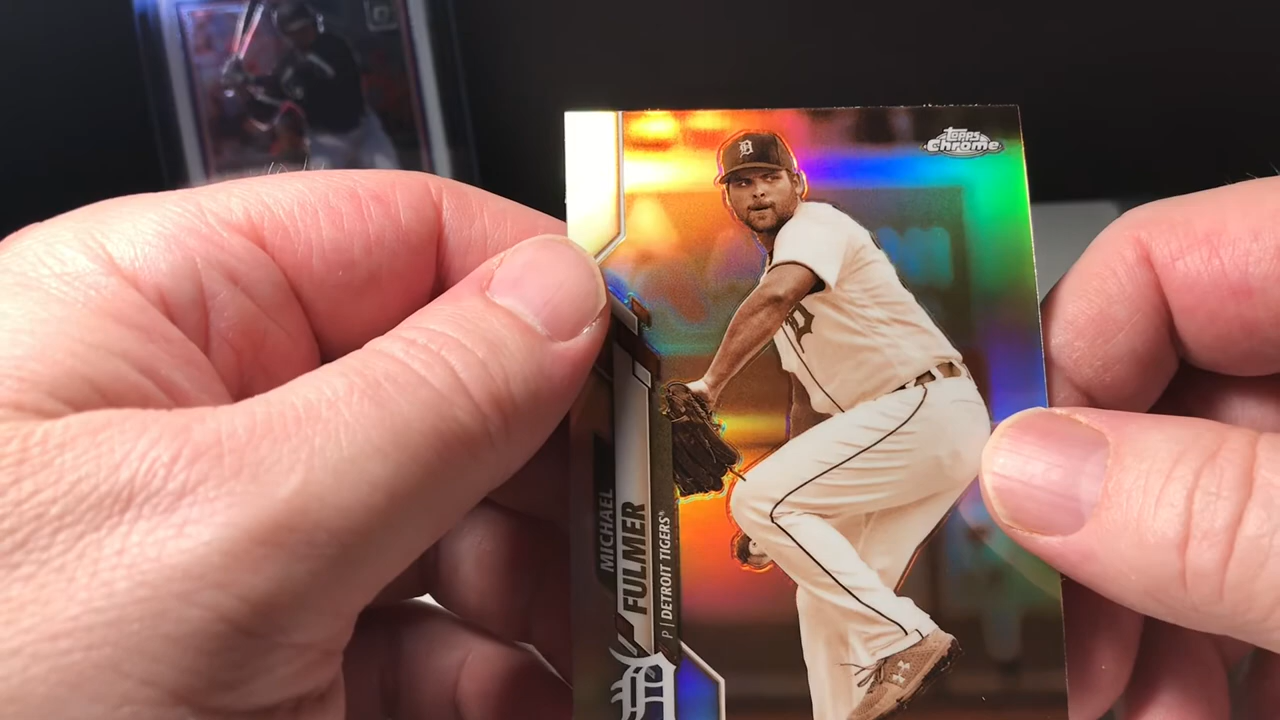 Topps
Chrome
MICHAEL
FULMER
P | DETROIT TIGERS®
D
D
D